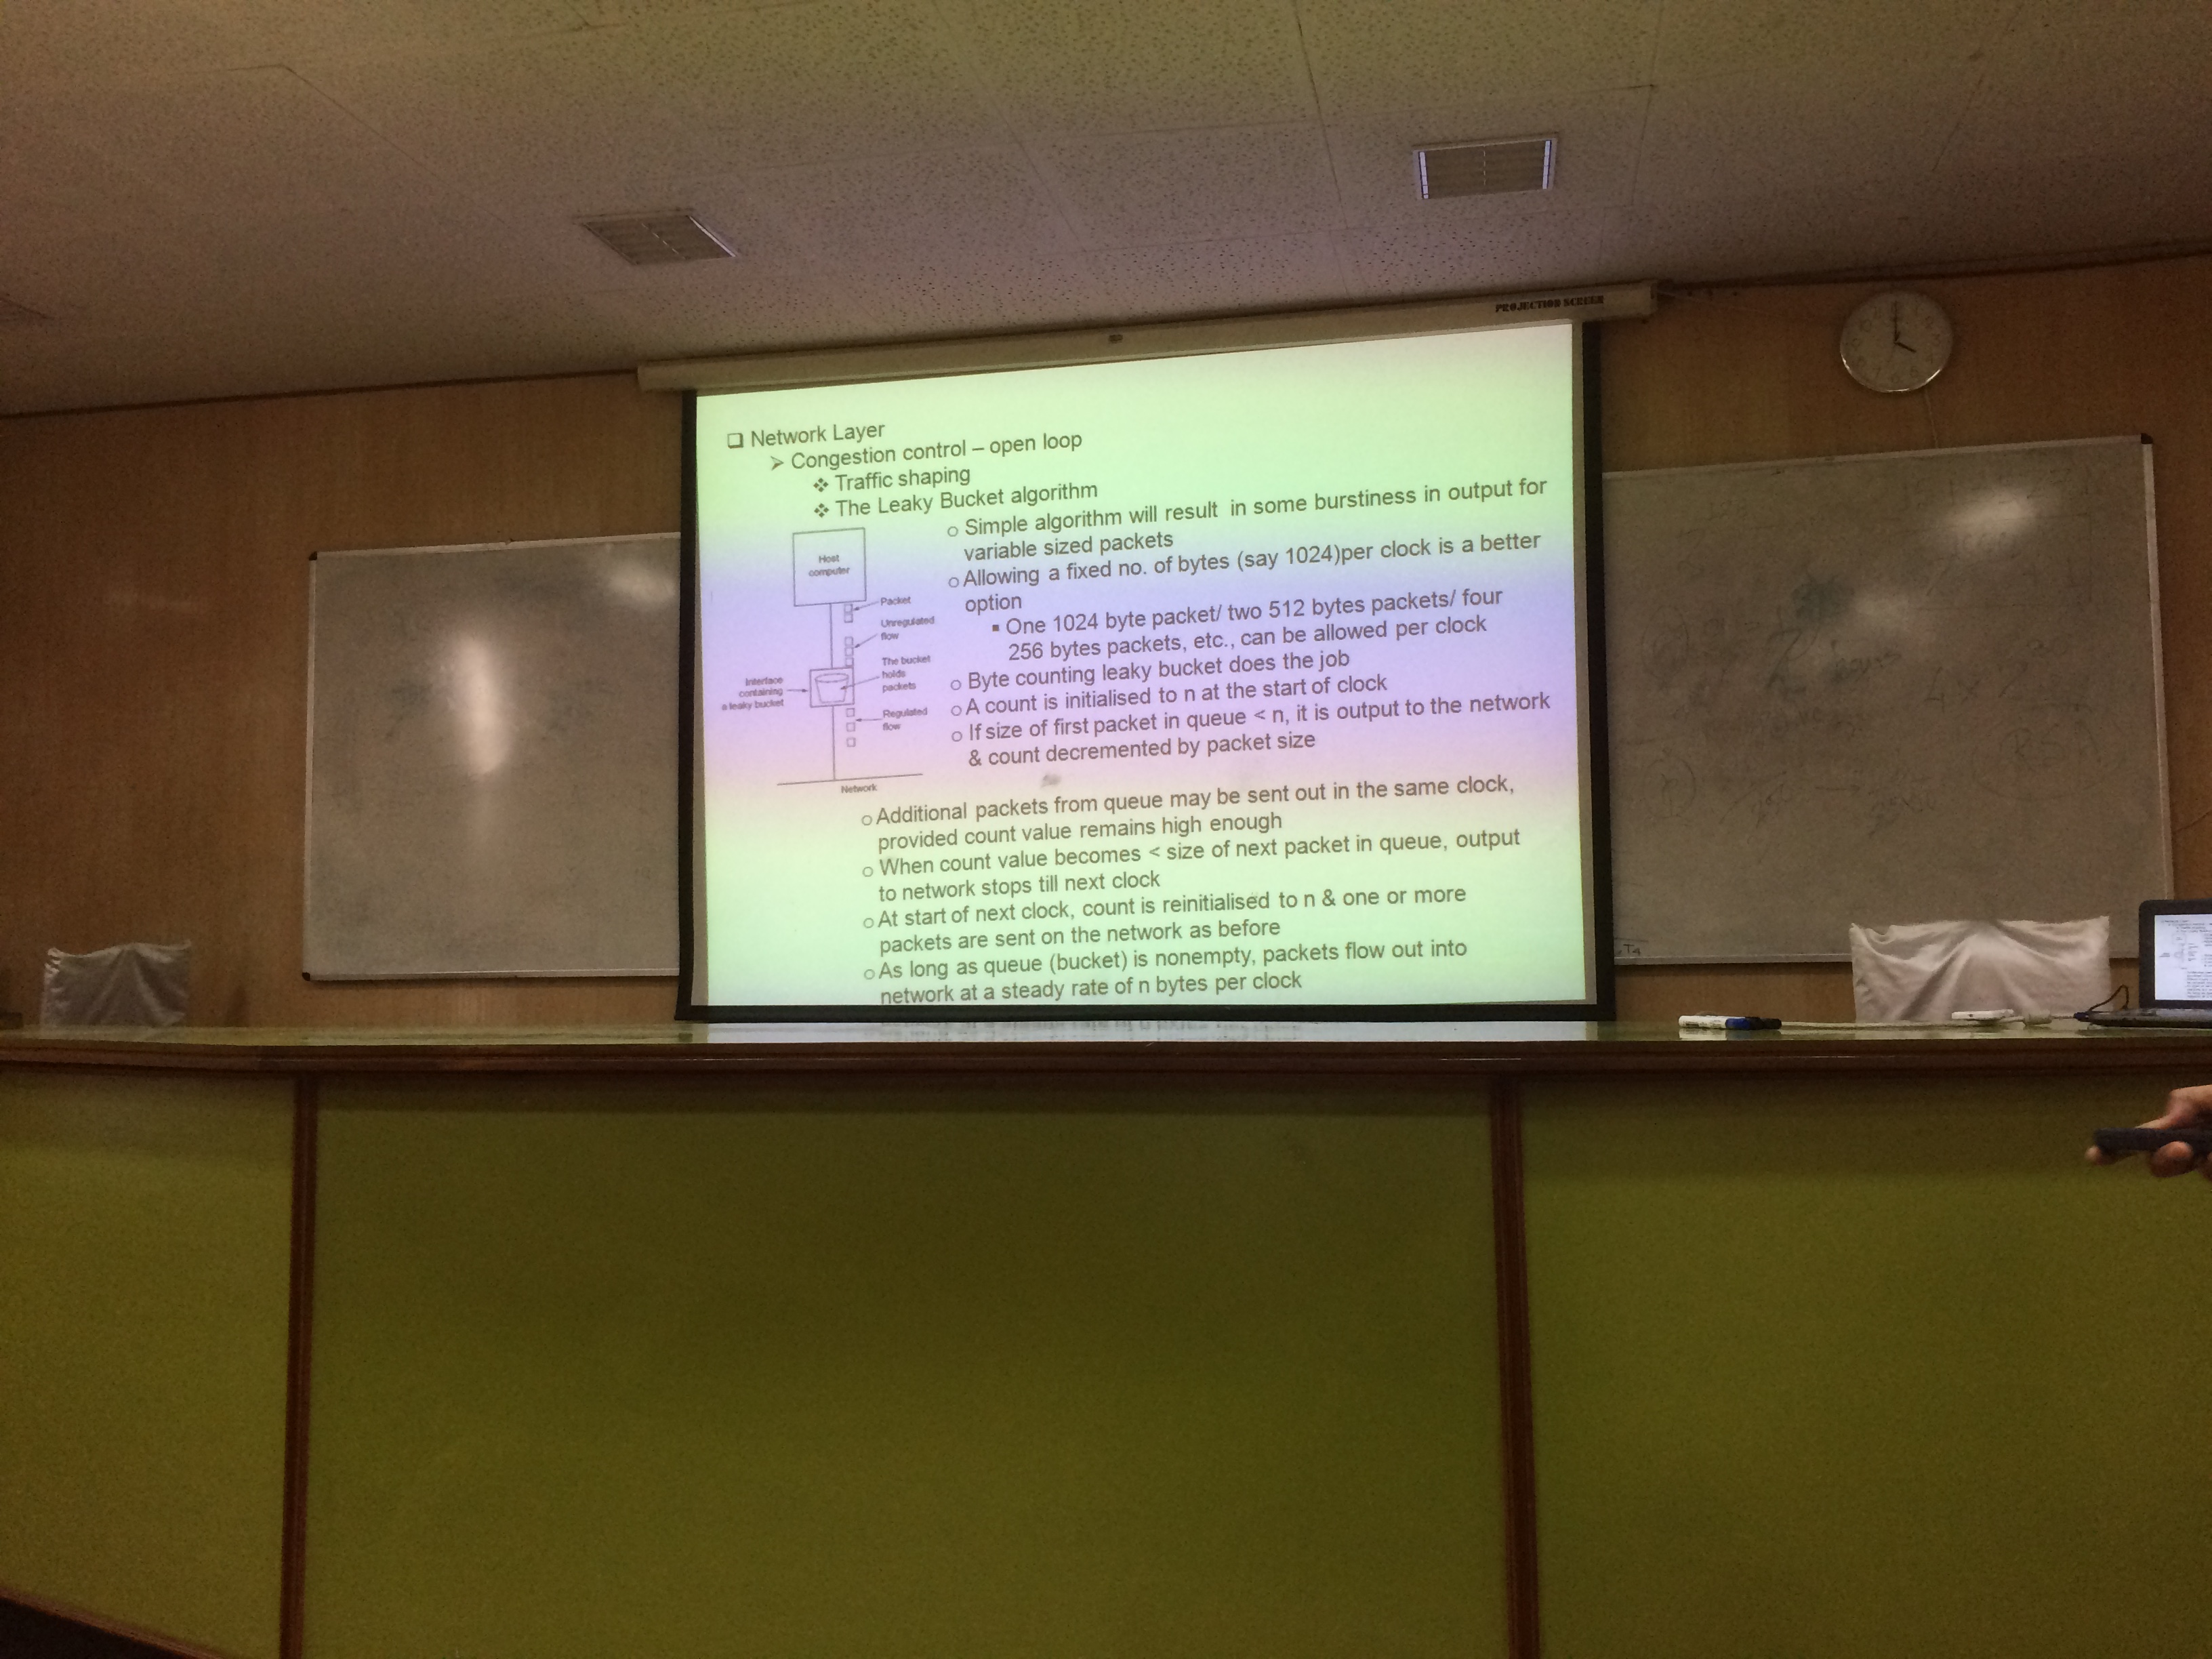 PROJECTION SCREEN
❑ Network Layer
➢ Congestion control – open loop
❖ Traffic shaping
❖ The Leaky Bucket algorithm
o Simple algorithm will result in some burstiness in output for
variable sized packets
o Allowing a fixed no. of bytes (say 1024)per clock is a better
option
▪ One 1024 byte packet/ two 512 bytes packets/ four
256 bytes packets, etc., can be allowed per clock
o Byte counting leaky bucket does the job
o A count is initialised to n at the start of clock
o If size of first packet in queue < n, it is output to the network
& count decremented by packet size
Host
computer
Packet
Unregulated
flow
The bucket
holds
packets
Interface
containing
a leaky bucket
Regulated
flow
Network
o Additional packets from queue may be sent out in the same clock,
provided count value remains high enough
o When count value becomes < size of next packet in queue, output
to network stops till next clock
o At start of next clock, count is reinitialised to n & one or more
packets are sent on the network as before
o As long as queue (bucket) is nonempty, packets flow out into
network at a steady rate of n bytes per clock